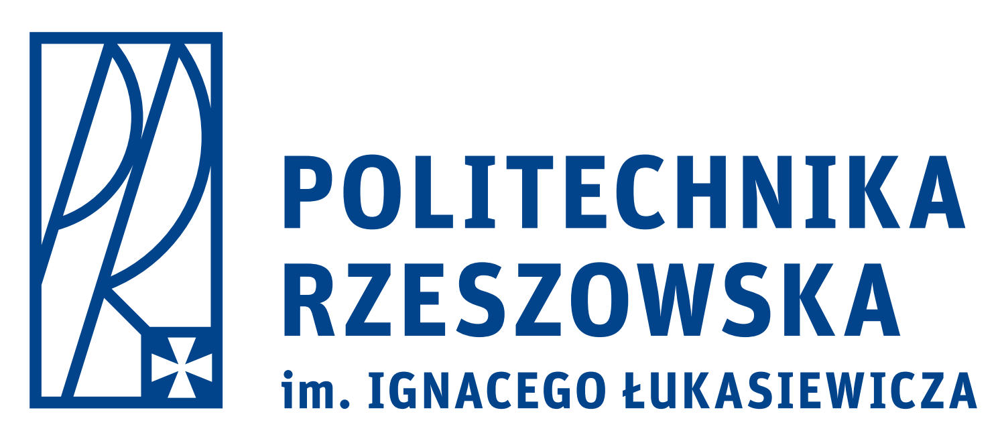 POLITECHNIKA
RZESZOWSKA
im. IGNACEGO ŁUKASIEWICZA